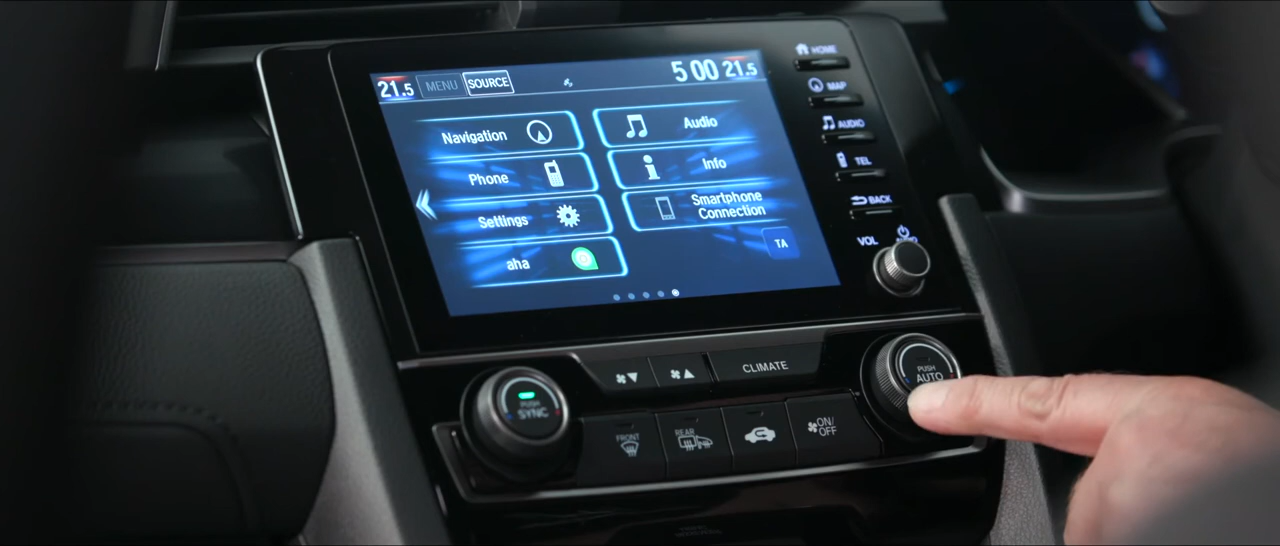 21.5 MENU SOURCE 5 00 21.5
Navigation
Audio
Phone
Info
Settings
Smartphone
Connection
aha
TA
HOME
MAP
AUDIO
TEL
BACK
VOL
CLIMATE
PUSH
SYNC
PUSH
AUTO
FRONT
REAR
ON/
OFF